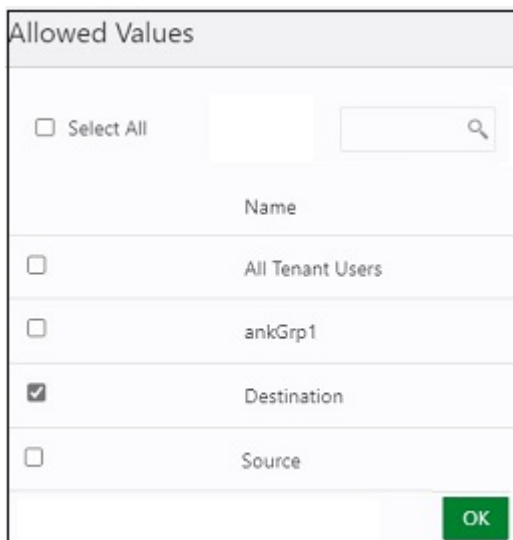 Allowed Values
Select All
Name
All Tenant Users
ankGrp1
Destination
Source
OK